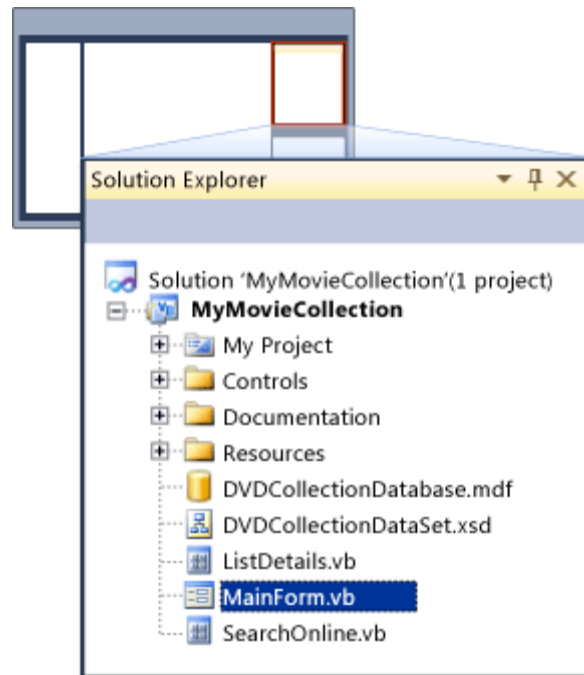 Solution Explorer
Solution 'MyMovieCollection'(1 project)
MyMovieCollection
My Project
Controls
Documentation
Resources
DVDCollectionDatabase.mdf
DVDCollectionDataSet.xsd
ListDetails.vb
MainForm.vb
SearchOnline.vb